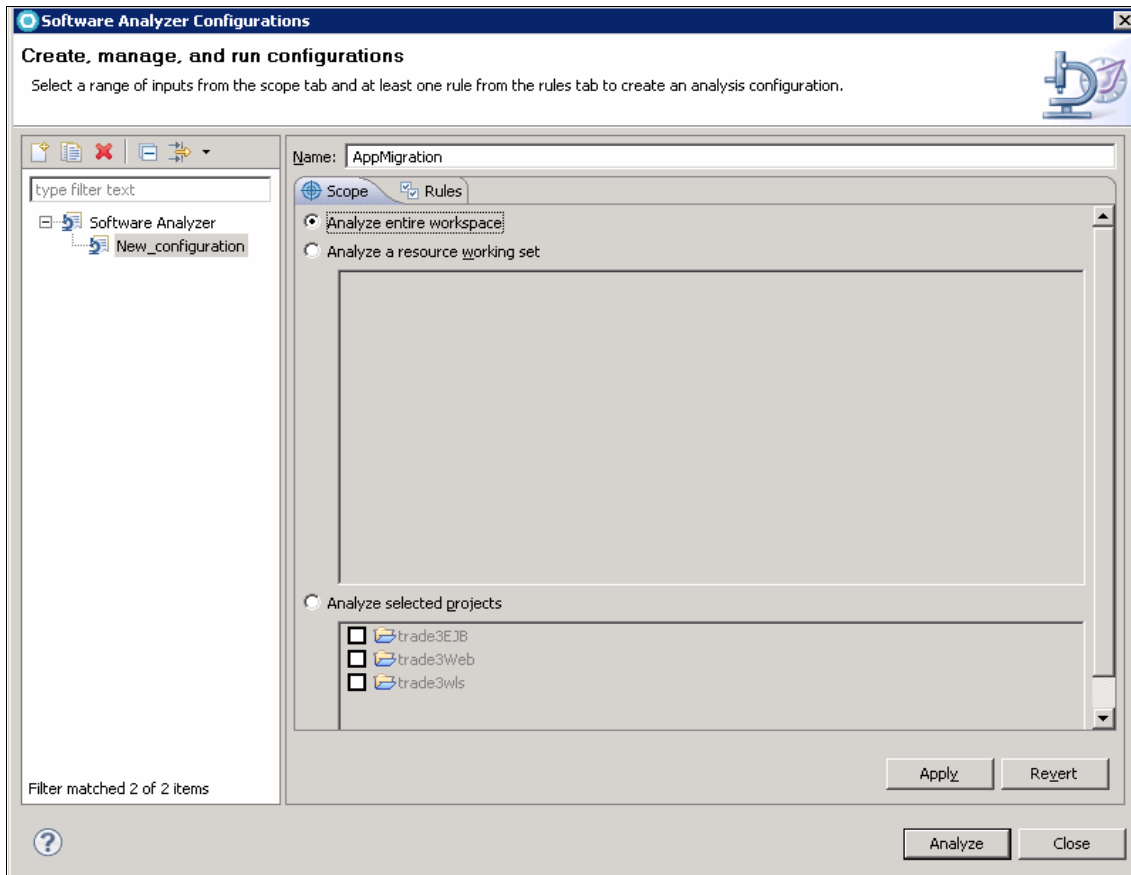 Software Analyzer Configurations
Create, manage, and run configurations
Select a range of inputs from the scope tab and at least one rule from the rules tab to create an analysis configuration.
Name: AppMigration
type filter text
Scope Rules
Software Analyzer
New_configuration
Analyze entire workspace
Analyze a resource working set
Analyze selected projects
trade3EJB
trade3Web
trade3wls
Filter matched 2 of 2 items
Apply Revert
Analyze Close